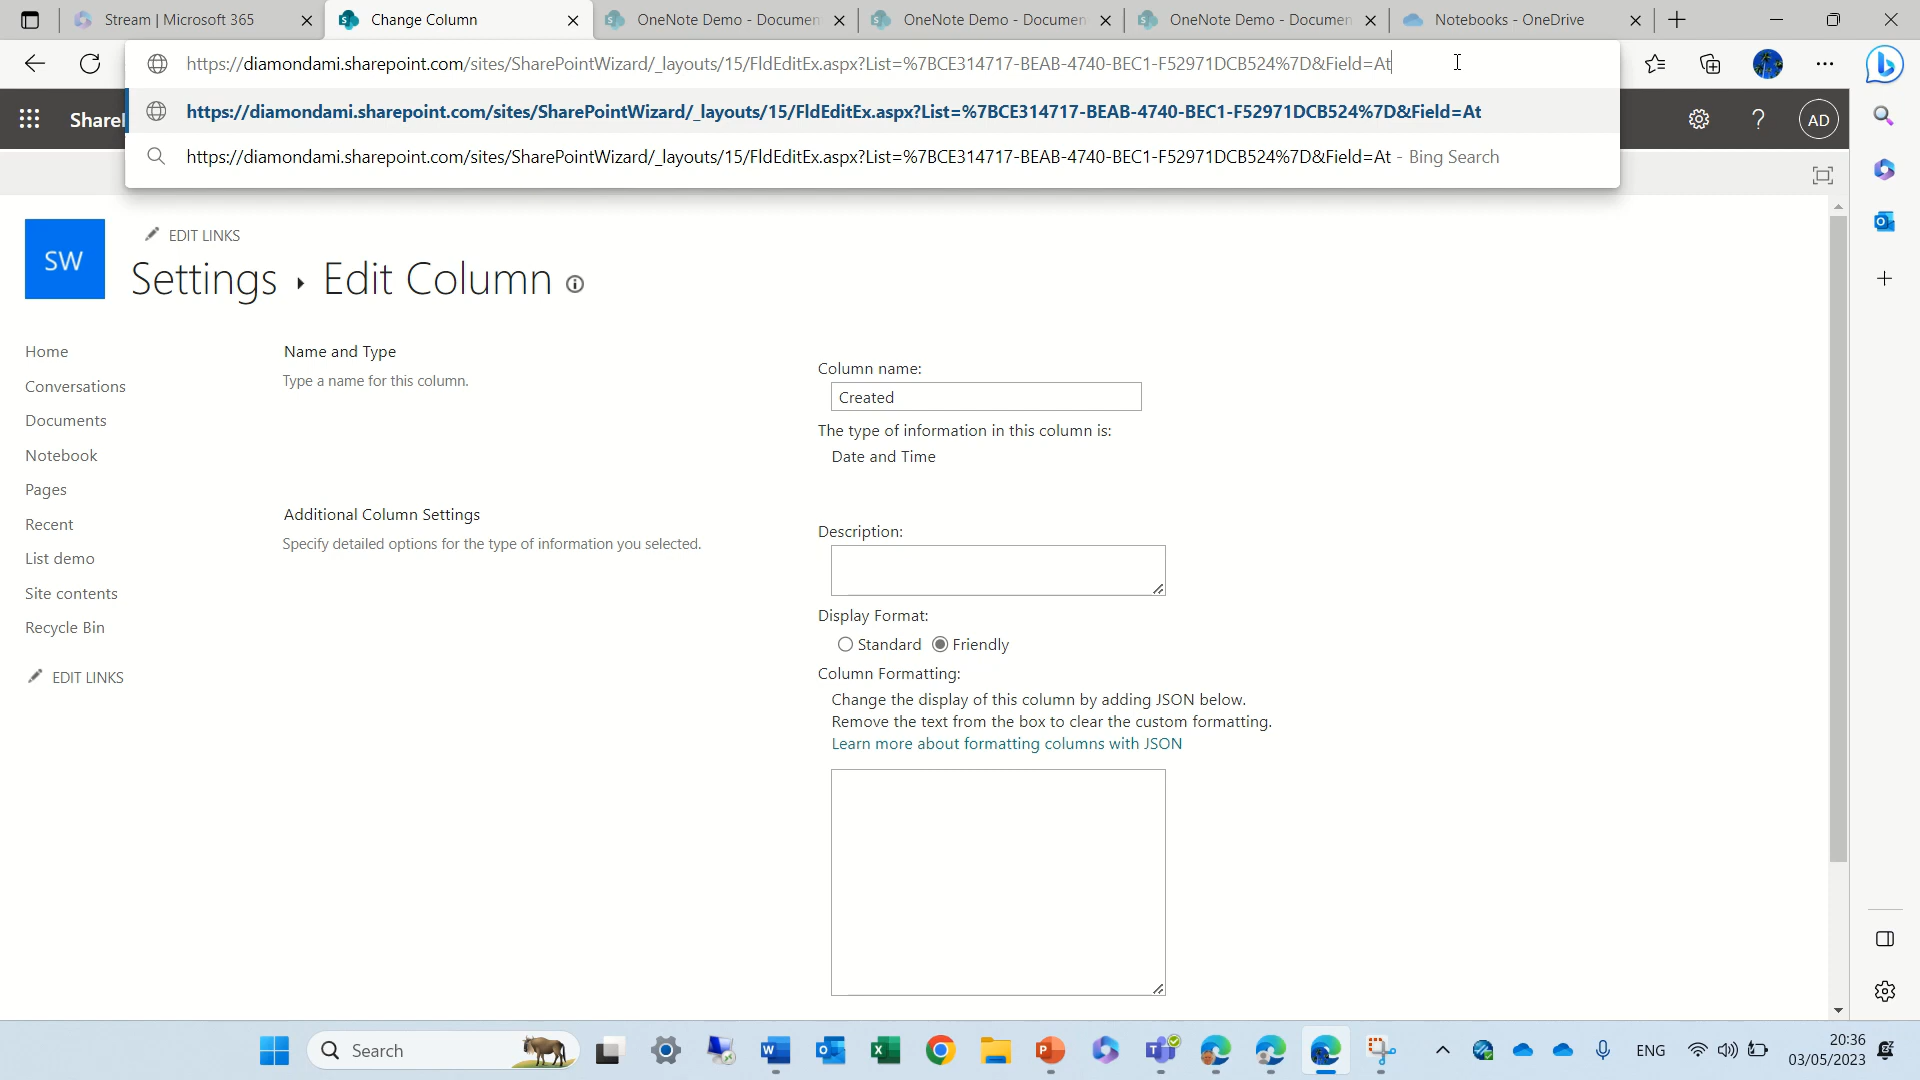 Stream | Microsoft 365
Change Column
OneNote Demo - Documen
OneNote Demo - Documen
OneNote Demo - Documen
Notebooks - OneDrive
https://diamondami.sharepoint.com/sites/SharePointWizard/_layouts/15/FldEditEx.aspx?List=%7BCE314717-BEAB-4740-BEC1-F52971DCB524%7D&Field=At
https://diamondami.sharepoint.com/sites/SharePointWizard/_layouts/15/FldEditEx.aspx?List=%7BCE314717-BEAB-4740-BEC1-F52971DCB524%7D&Field=At
https://diamondami.sharepoint.com/sites/SharePointWizard/_layouts/15/FldEditEx.aspx?List=%7BCE314717-BEAB-4740-BEC1-F52971DCB524%7D&Field=At - Bing Search
Share
?
AD
SW
EDIT LINKS
Settings ▸ Edit Column
Home
Conversations
Documents
Notebook
Pages
Recent
List demo
Site contents
Recycle Bin
EDIT LINKS
Name and Type
Type a name for this column.
Column name:
Created
The type of information in this column is:
Date and Time
Additional Column Settings
Specify detailed options for the type of information you selected.
Description:
Display Format:
Standard Friendly
Column Formatting:
Change the display of this column by adding JSON below.
Remove the text from the box to clear the custom formatting.
Learn more about formatting columns with JSON
Search
ENG
20:36
03/05/2023